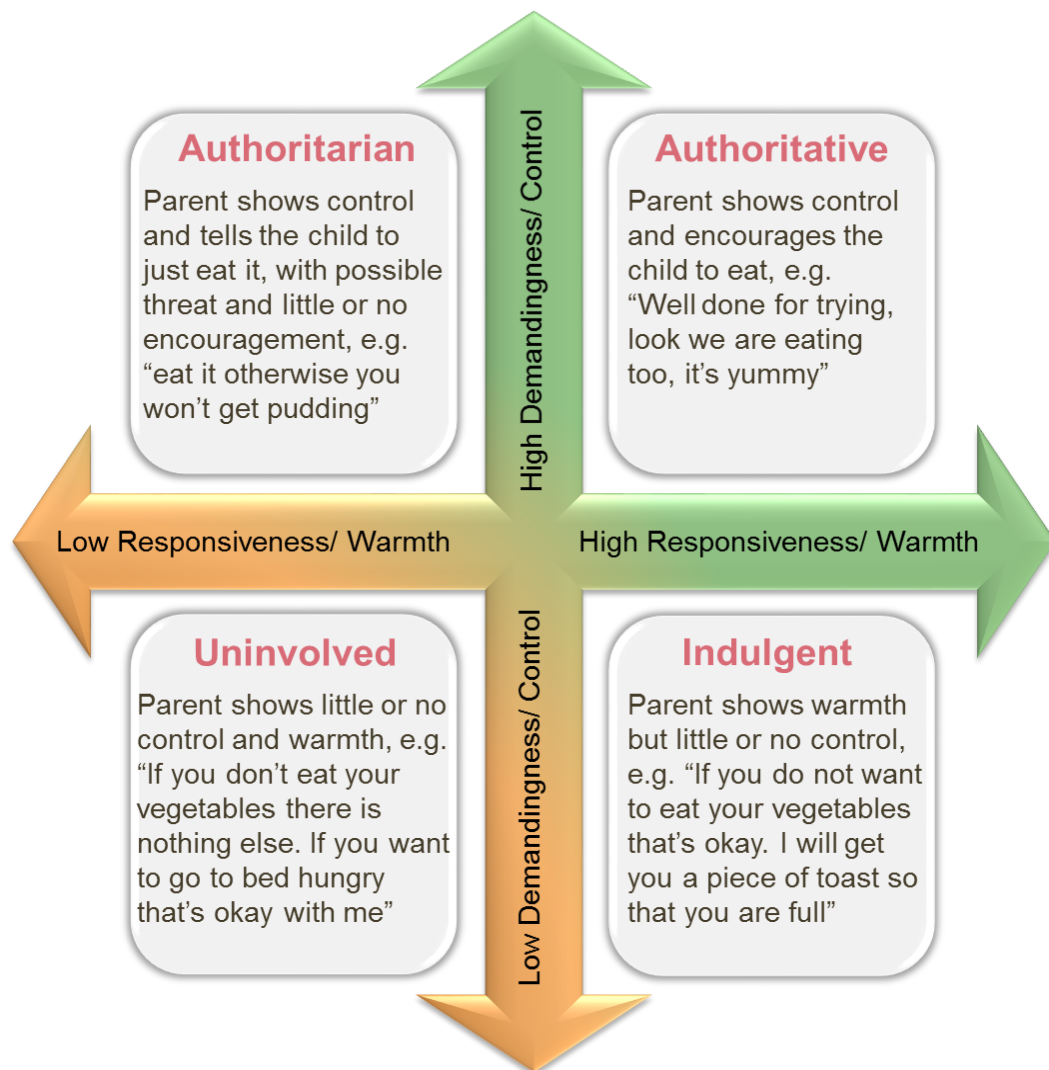 High Demandingness/ Control
Authoritarian
Parent shows control
and tells the child to
just eat it, with possible
threat and little or no
encouragement, e.g.
“eat it otherwise you
won’t get pudding”
Authoritative
Parent shows control
and encourages the
child to eat, e.g.
“Well done for trying,
look we are eating
too, it’s yummy”
Low Responsiveness/ Warmth
High Responsiveness/ Warmth
Uninvolved
Parent shows little or no
control and warmth, e.g.
“If you don’t eat your
vegetables there is
nothing else. If you want
to go to bed hungry
that’s okay with me”
Low Demandingness/ Control
Indulgent
Parent shows warmth
but little or no control,
e.g. “If you do not want
to eat your vegetables
that’s okay. I will get
you a piece of toast so
that you are full”